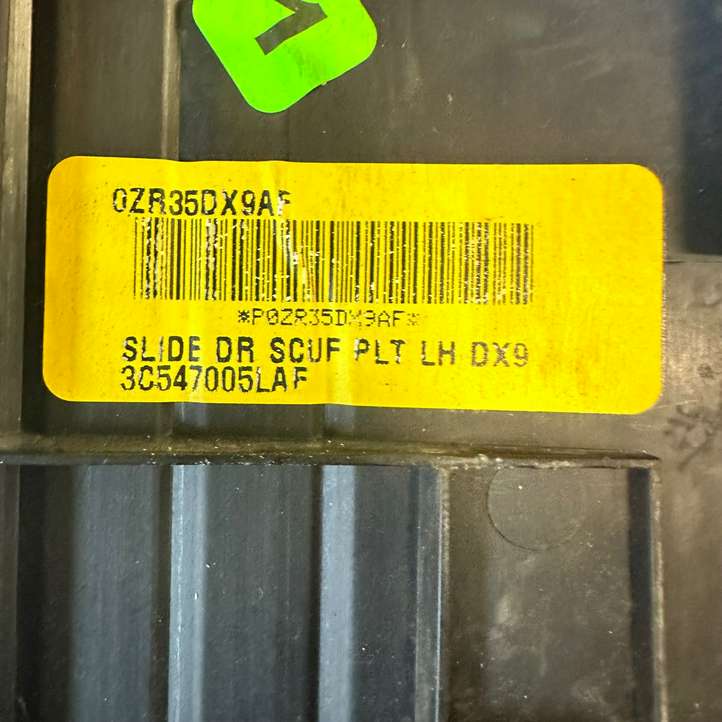 0ZR35DX9AF
*P0ZR35DX9AF*
SLIDE DR SCUF PLT LH DX9
3C547005LAF